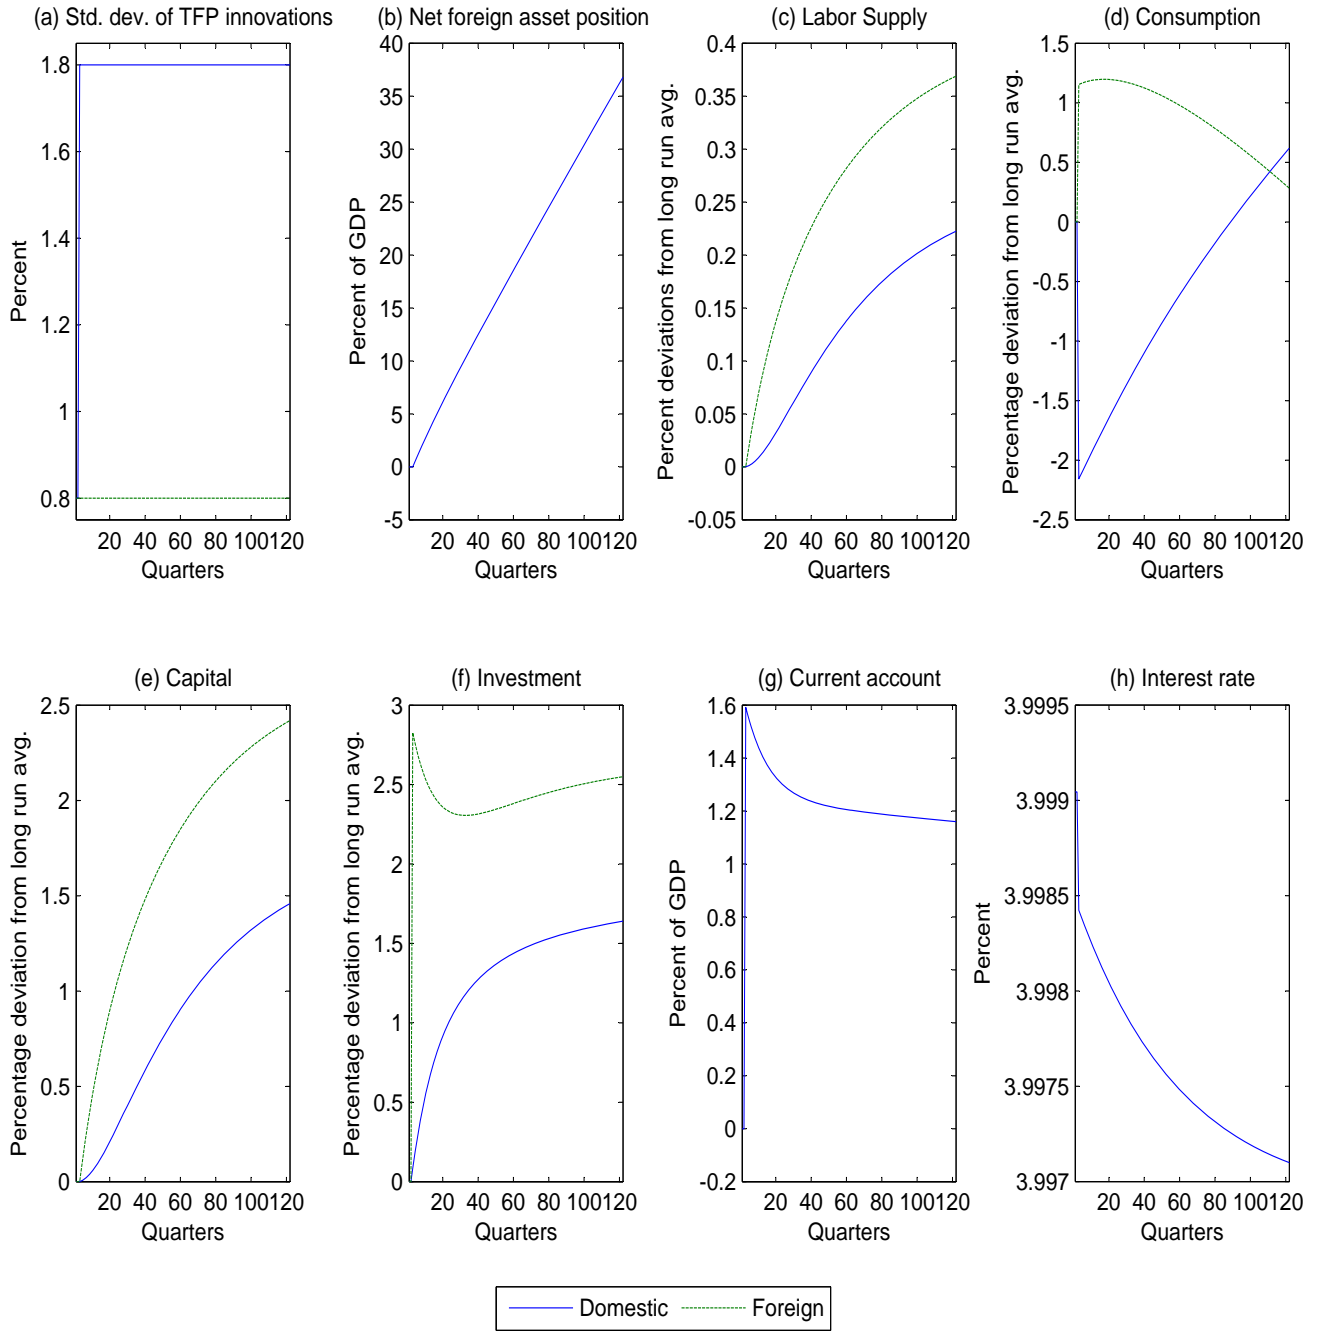 (a) Std. dev. of TFP innovations
Percent
1.8
1.6
1.4
1.2
1
0.8
20 40 60 80 100120
Quarters
(b) Net foreign asset position
Percent of GDP
40
35
30
25
20
15
10
5
0
-5
20 40 60 80 100120
Quarters
(c) Labor Supply
Percent deviations from long run avg.
0.4
0.35
0.3
0.25
0.2
0.15
0.1
0.05
0
-0.05
20 40 60 80 100120
Quarters
(d) Consumption
Percentage deviation from long run avg.
1.5
1
0.5
0
-0.5
-1
-1.5
-2
-2.5
20 40 60 80 100120
Quarters
(e) Capital
Percentage deviation from long run avg.
2.5
2
1.5
1
0.5
0
20 40 60 80 100120
Quarters
(f) Investment
Percentage deviation from long run avg.
3
2.5
2
1.5
1
0.5
0
20 40 60 80 100120
Quarters
(g) Current account
Percent of GDP
1.6
1.4
1.2
1
0.8
0.6
0.4
0.2
0
-0.2
20 40 60 80 100120
Quarters
(h) Interest rate
Percent
3.9995
3.999
3.9985
3.998
3.9975
3.997
20 40 60 80 100120
Quarters
Domestic Foreign